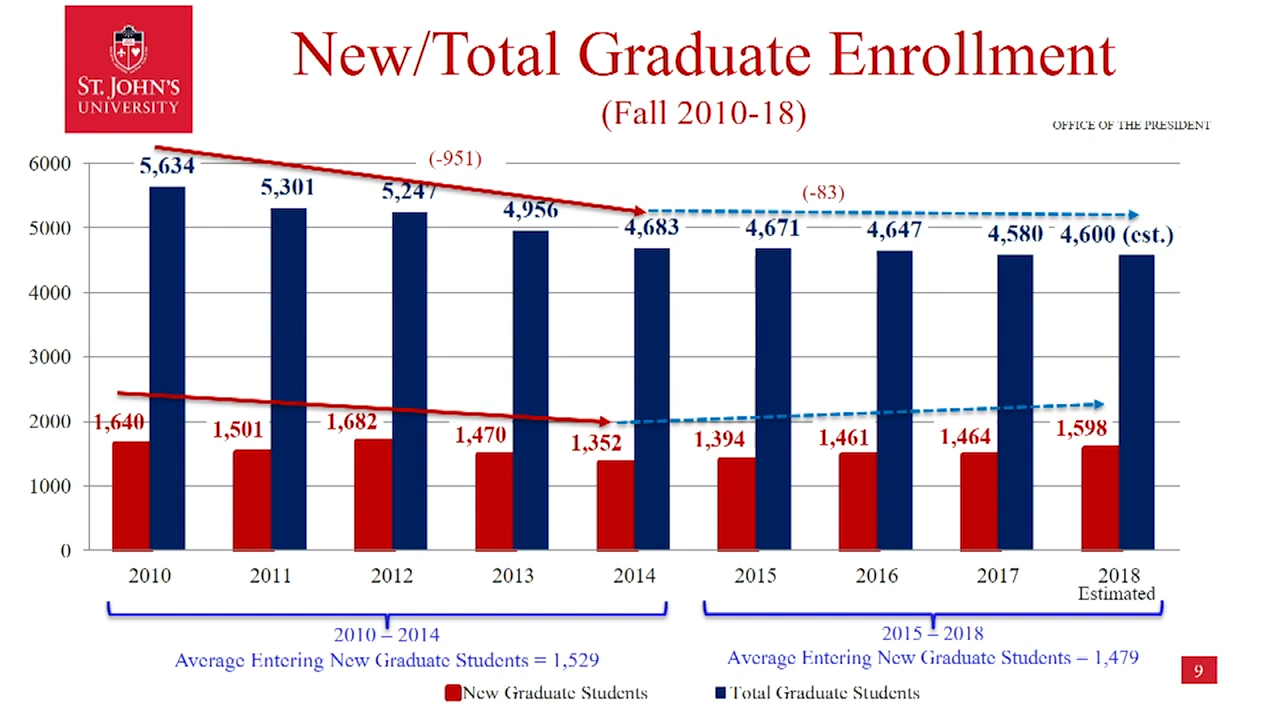 ST. JOHN'S
UNIVERSITY
New/Total Graduate Enrollment
(Fall 2010-18)
OFFICE OF THE PRESIDENT
6000
5000
4000
3000
2000
1000
0
(-951)
(-83)
5,634
5,301
5,247
4,956
4,683
4,671
4,647
4,580
4,600 (est.)
1,640
1,501
1,682
1,470
1,352
1,394
1,461
1,464
1,598
2010
2011
2012
2013
2014
2015
2016
2017
2018
Estimated
2010 – 2014
Average Entering New Graduate Students = 1,529
2015 – 2018
Average Entering New Graduate Students = 1,479
9
New Graduate Students
Total Graduate Students